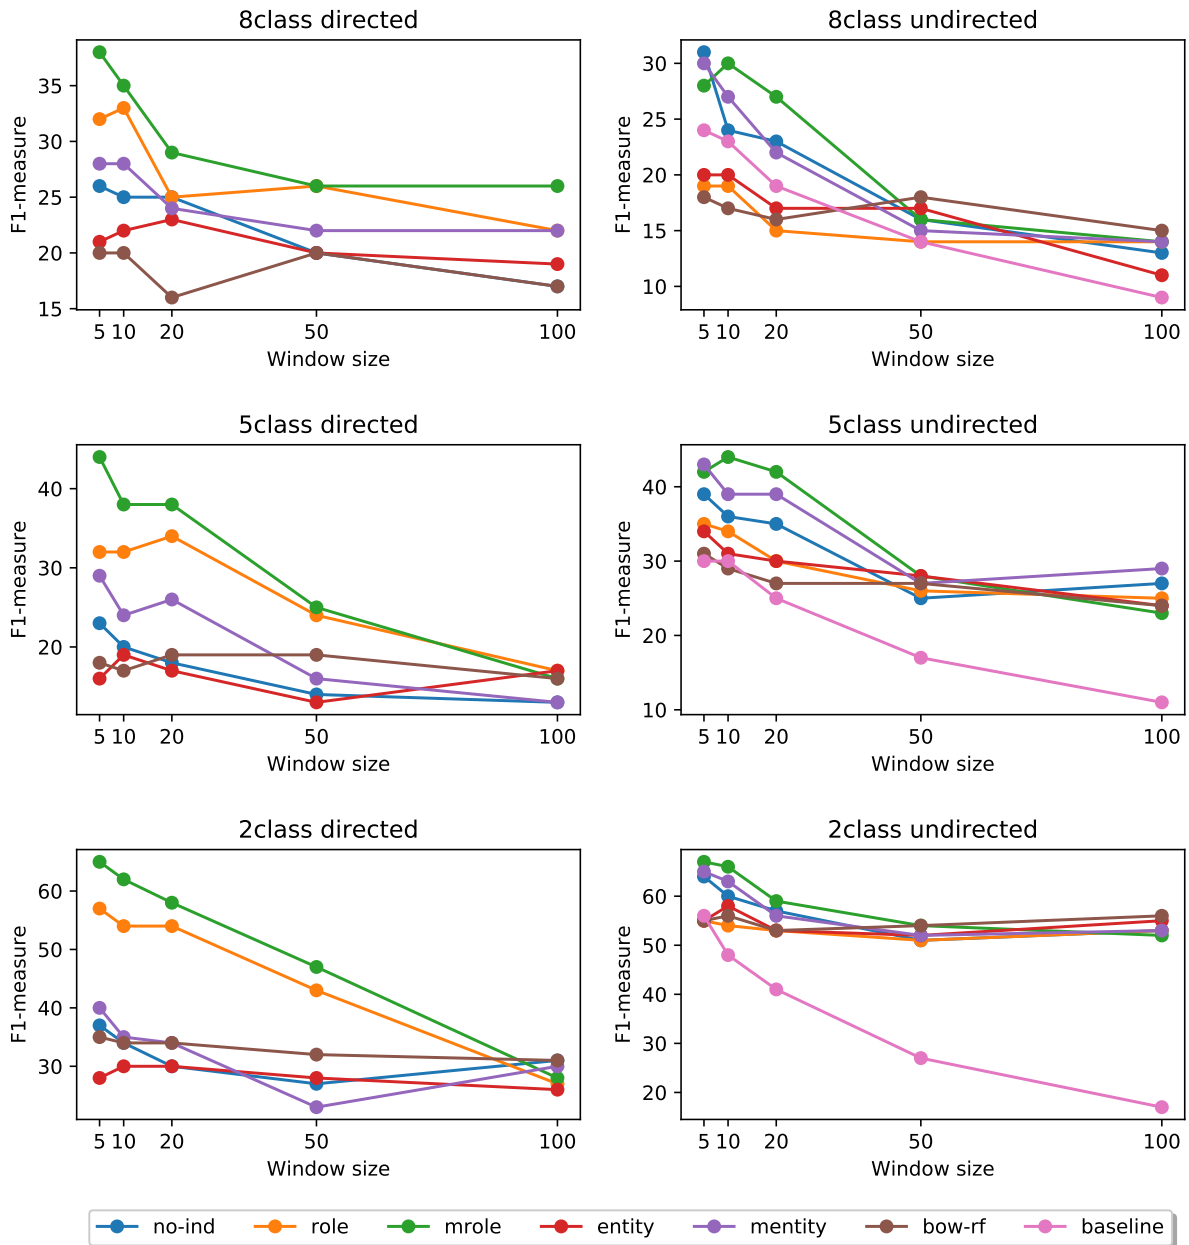 8class directed
8class undirected
F1-measure
35
30
25
20
15
5 10 20 50 100
Window size
F1-measure
30
25
20
15
10
5 10 20 50 100
Window size
5class directed
5class undirected
F1-measure
40
30
20
5 10 20 50 100
Window size
F1-measure
40
30
20
10
5 10 20 50 100
Window size
2class directed
2class undirected
F1-measure
60
50
40
30
5 10 20 50 100
Window size
F1-measure
60
50
40
30
20
5 10 20 50 100
Window size
no-ind role mrole entity mentity bow-rf baseline